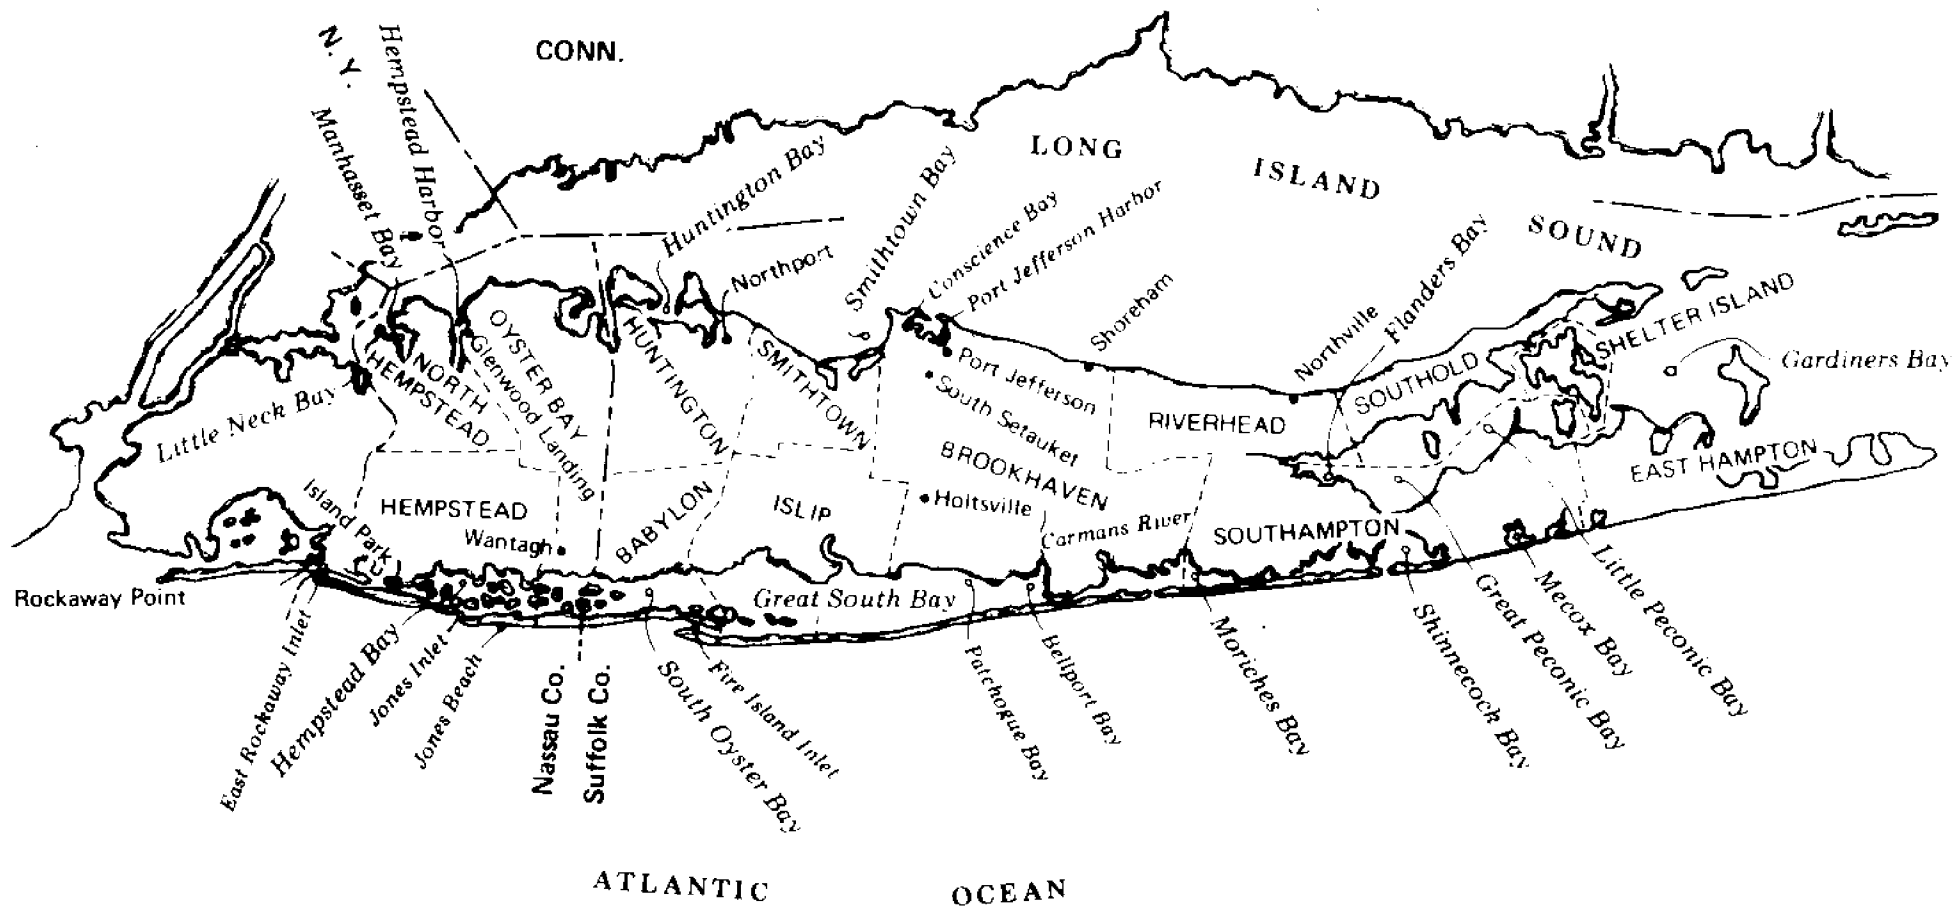 CONN.
N. Y.
Hempstead Harbor
Manhasset Bay
Huntington Bay
Northport
Smithtown Bay
Conscience Bay
Port Jefferson Harbor
LONG
ISLAND
SOUND
Shoreham
Northville
Flanders Bay
SHELTER ISLAND
Gardiners Bay
Little Neck Bay
NORTH
HEMPSTEAD
OYSTER BAY
Glenwood Landing
HUNTINGTON
SMITHTOWN
Port Jefferson
South Setauket
BROOKHAVEN
Holtsville
RIVERHEAD
SOUTHOLD
EAST HAMPTON
Island Park
HEMPSTEAD
Wantagh
BABYLON
ISLIP
Carmans River
SOUTHAMPTON
Rockaway Point
Great South Bay
East Rockaway Inlet
Hempstead Bay
Jones Inlet
Jones Beach
Nassau Co.
Suffolk Co.
South Oyster Bay
Fire Island Inlet
Patchogue Bay
Bellport Bay
Moriches Bay
Shinnecock Bay
Great Peconic Bay
Mecox Bay
Little Peconic Bay
ATLANTIC
OCEAN